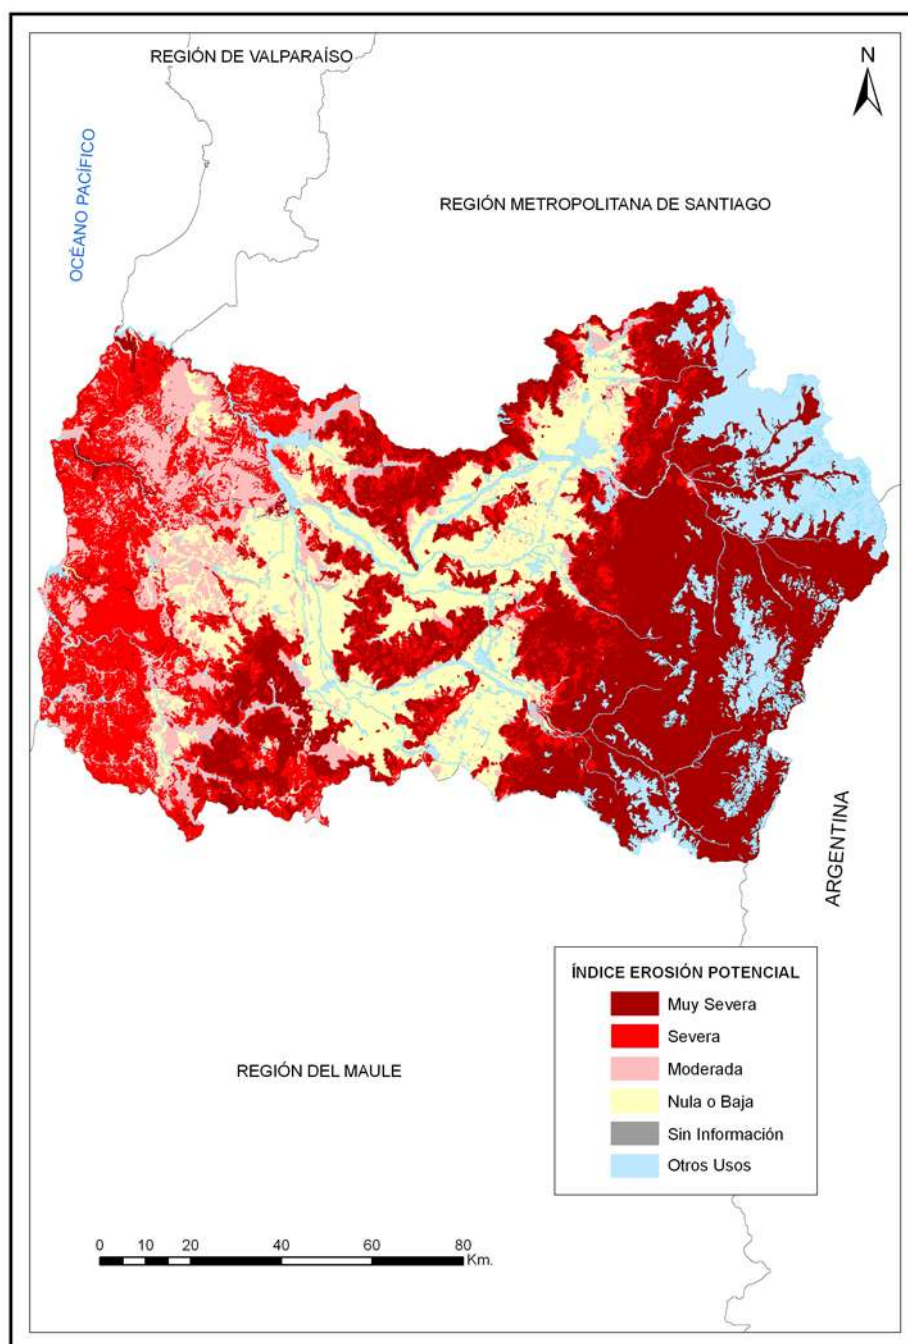 REGIÓN DE VALPARAÍSO
N
OCÉANO PACÍFICO
REGIÓN METROPOLITANA DE SANTIAGO
ARGENTINA
ÍNDICE EROSIÓN POTENCIAL
Muy Severa
Severa
Moderada
Nula o Baja
Sin Información
Otros Usos
REGIÓN DEL MAULE
0 10 20 40 60 80
Km.